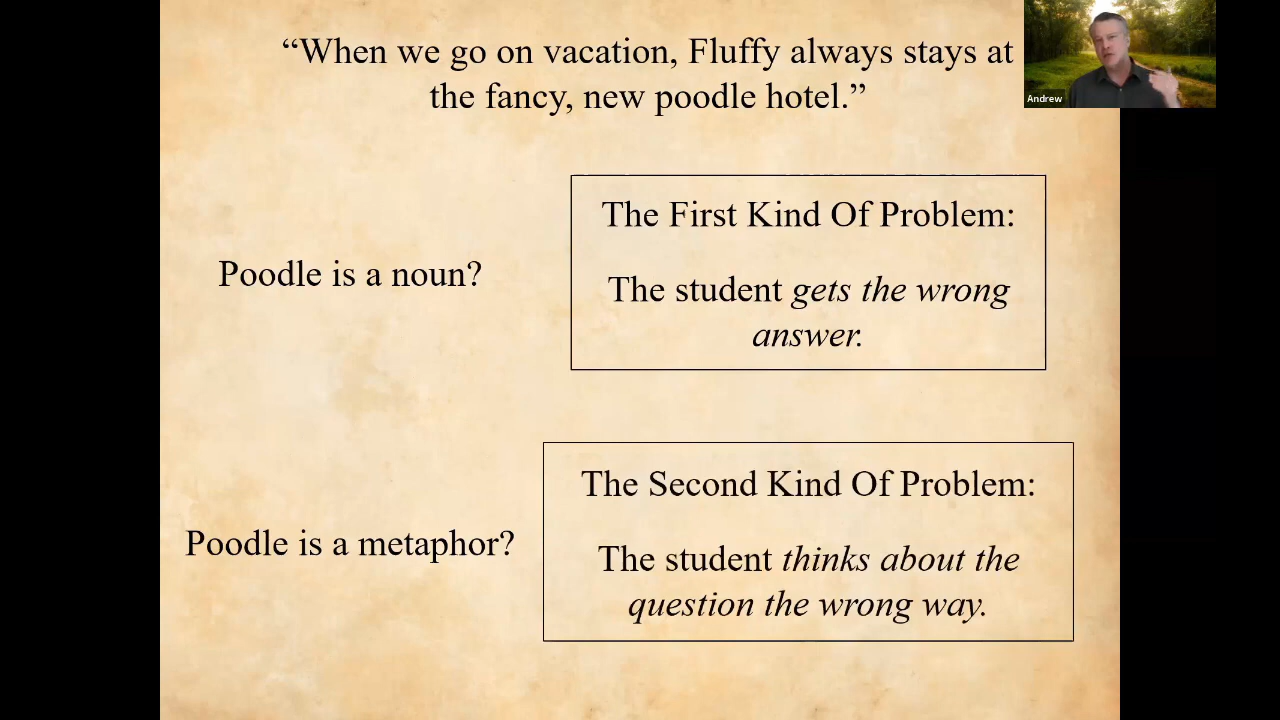 “When we go on vacation, Fluffy always stays at
the fancy, new poodle hotel.”
Andrew
Poodle is a noun?
The First Kind Of Problem:
The student gets the wrong
answer.
Poodle is a metaphor?
The Second Kind Of Problem:
The student thinks about the
question the wrong way.